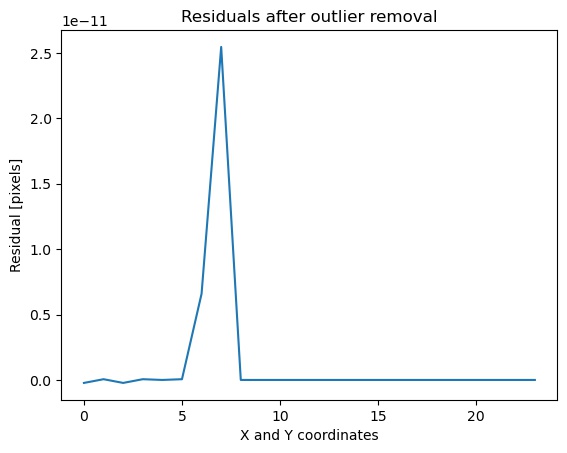 Residuals after outlier removal
1e−11
2.5
2.0
1.5
1.0
0.5
0.0
Residual [pixels]
0 5 10 15 20
X and Y coordinates